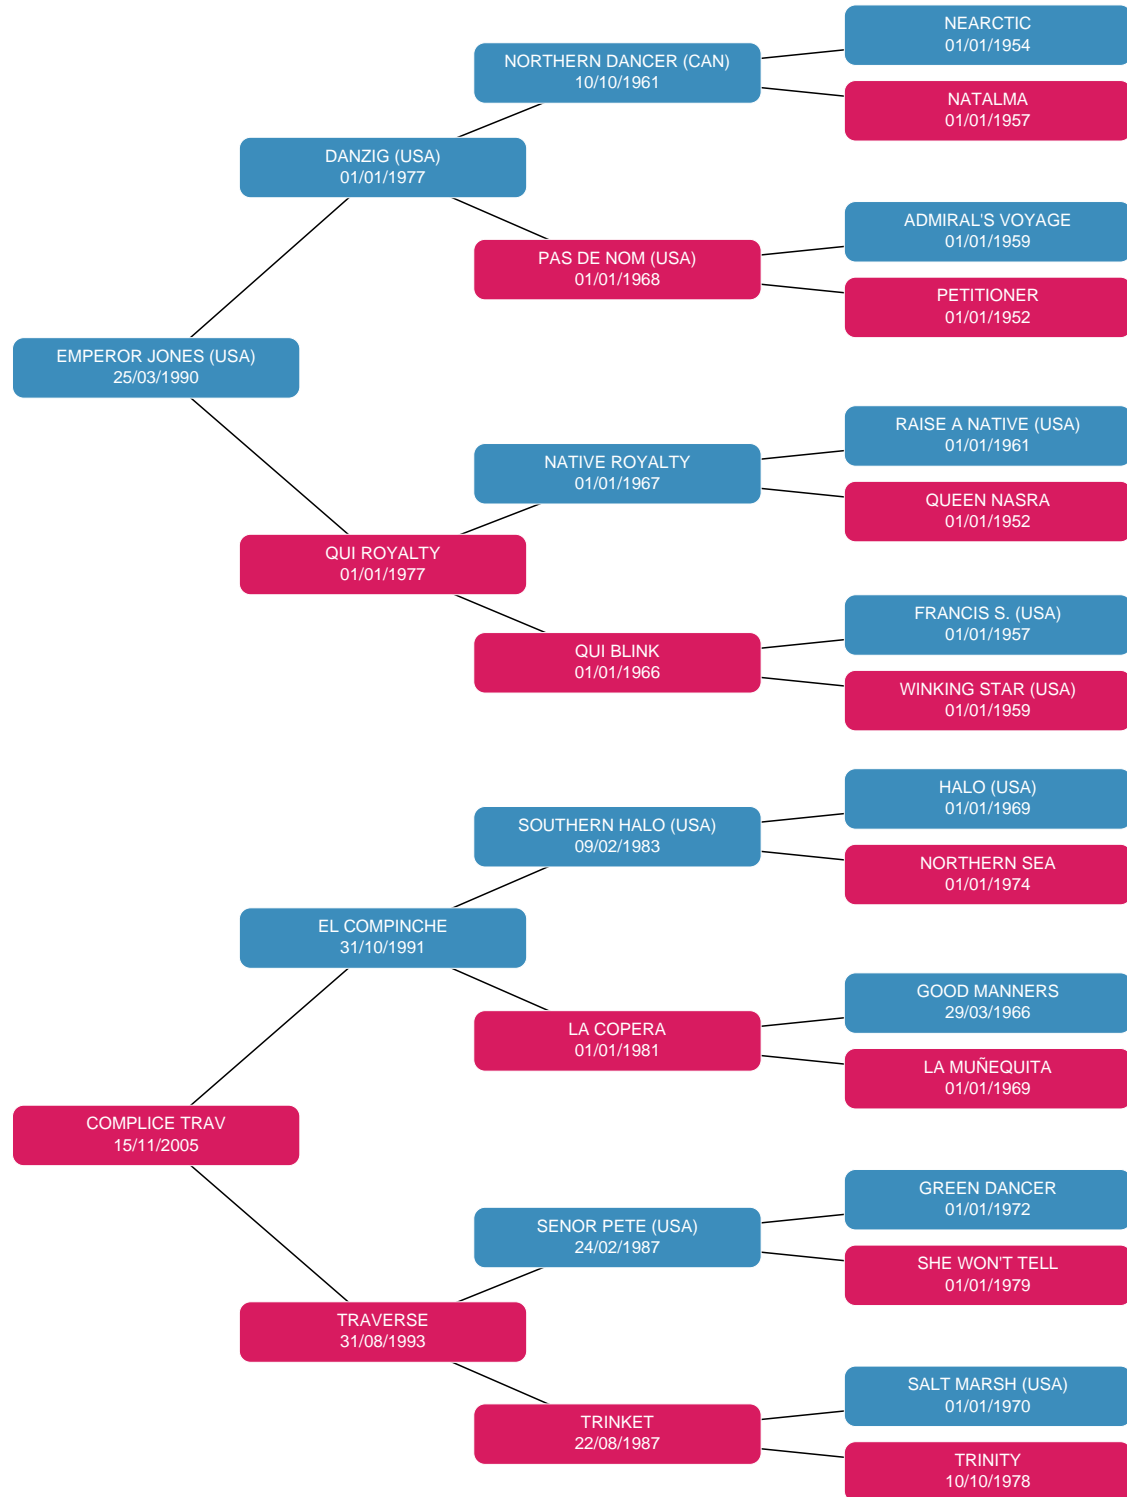 NEARCTIC
01/01/1954
NORTHERN DANCER (CAN)
10/10/1961
NATALMA
01/01/1957
DANZIG (USA)
01/01/1977
ADMIRAL'S VOYAGE
01/01/1959
PAS DE NOM (USA)
01/01/1968
PETITIONER
01/01/1952
EMPEROR JONES (USA)
25/03/1990
RAISE A NATIVE (USA)
01/01/1961
NATIVE ROYALTY
01/01/1967
QUEEN NASRA
01/01/1952
QUI ROYALTY
01/01/1977
FRANCIS S. (USA)
01/01/1957
QUI BLINK
01/01/1966
WINKING STAR (USA)
01/01/1959
HALO (USA)
01/01/1969
SOUTHERN HALO (USA)
09/02/1983
NORTHERN SEA
01/01/1974
EL COMPINCHE
31/10/1991
GOOD MANNERS
29/03/1966
LA COPERA
01/01/1981
LA MUÑEQUITA
01/01/1969
COMPLICE TRAV
15/11/2005
GREEN DANCER
01/01/1972
SENOR PETE (USA)
24/02/1987
SHE WON'T TELL
01/01/1979
TRAVERSE
31/08/1993
SALT MARSH (USA)
01/01/1970
TRINKET
22/08/1987
TRINITY
10/10/1978